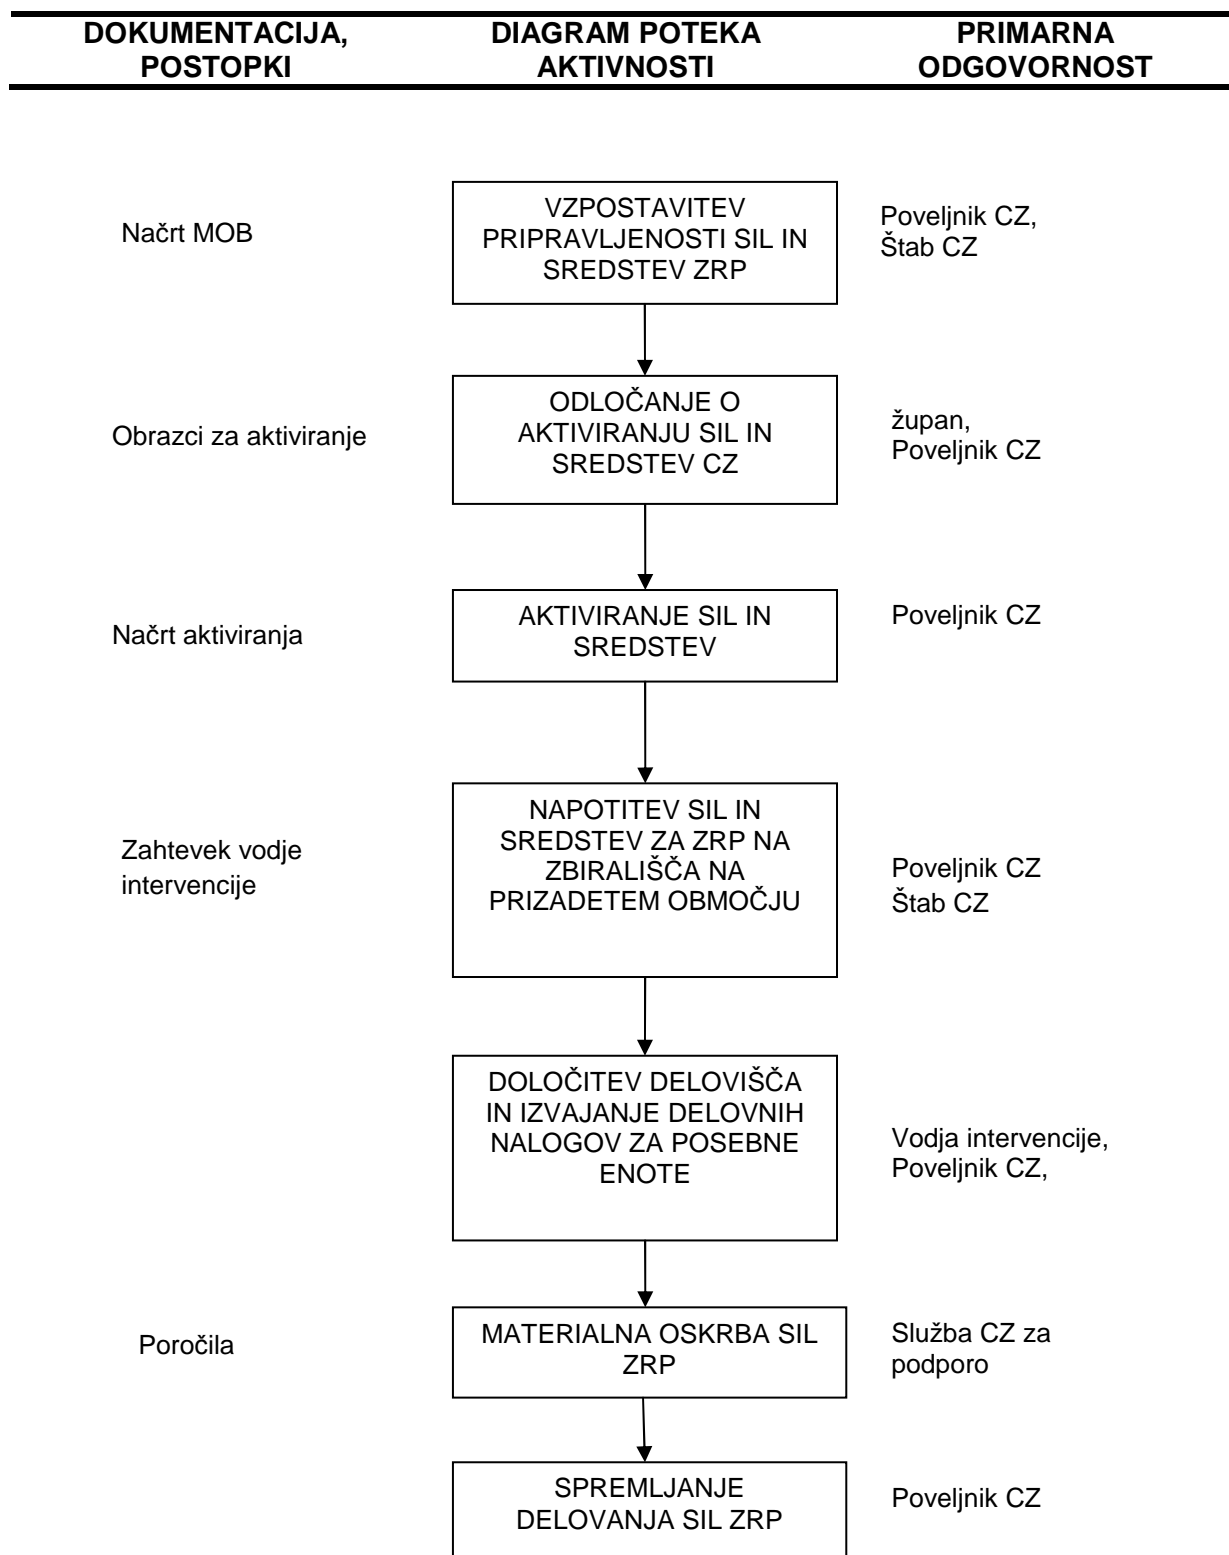 DOKUMENTACIJA,
POSTOPKI
DIAGRAM POTEKA
AKTIVNOSTI
PRIMARNA
ODGOVORNOST
Načrt MOB
VZPOSTAVITEV
PRIPRAVLJENOSTI SIL IN
SREDSTEV ZRP
Poveljnik CZ,
Štab CZ
Obrazci za aktiviranje
ODLOČANJE O
AKTIVIRANJU SIL IN
SREDSTEV CZ
župan,
Poveljnik CZ
Načrt aktiviranja
AKTIVIRANJE SIL IN
SREDSTEV
Poveljnik CZ
Zahtevek vodje
intervencije
NAPOTITEV SIL IN
SREDSTEV ZA ZRP NA
ZBIRALIŠČA NA
PRIZADETEM OBMOČJU
Poveljnik CZ
Štab CZ
DOLOČITEV DELOVIŠČA
IN IZVAJANJE DELOVNIH
NALOGOV ZA POSEBNE
ENOTE
Vodja intervencije,
Poveljnik CZ,
Poročila
MATERIALNA OSKRBA SIL
ZRP
Služba CZ za
podporo
SPREMLJANJE
DELOVANJA SIL ZRP
Poveljnik CZ